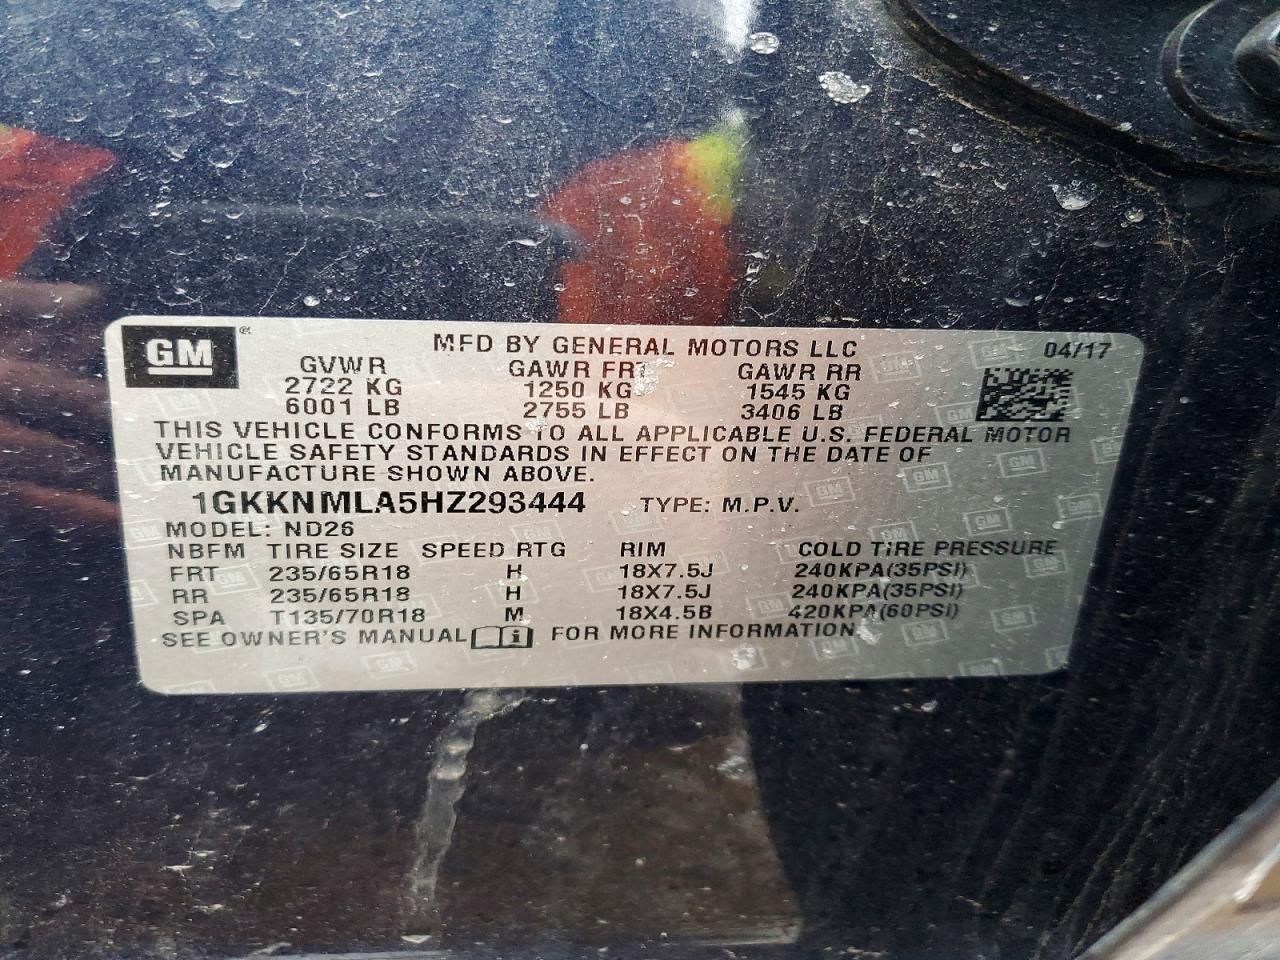 GM ®
MFD BY GENERAL MOTORS LLC 04/17
GVWR GAWR FRT GAWR RR
2722 KG 1250 KG 1545 KG
6001 LB 2755 LB 3406 LB
THIS VEHICLE CONFORMS TO ALL APPLICABLE U.S. FEDERAL MOTOR
VEHICLE SAFETY STANDARDS IN EFFECT ON THE DATE OF
MANUFACTURE SHOWN ABOVE.
1GKKNMLA5HZ293444 TYPE: M.P.V.
MODEL: ND26
NBFM TIRE SIZE SPEED RTG RIM COLD TIRE PRESSURE
FRT 235/65R18 H 18X7.5J 240KPA(35PSI)
RR 235/65R18 H 18X7.5J 240KPA(35PSI)
SPA T135/70R18 M 18X4.5B 420KPA(60PSI)
SEE OWNER'S MANUAL FOR MORE INFORMATION.